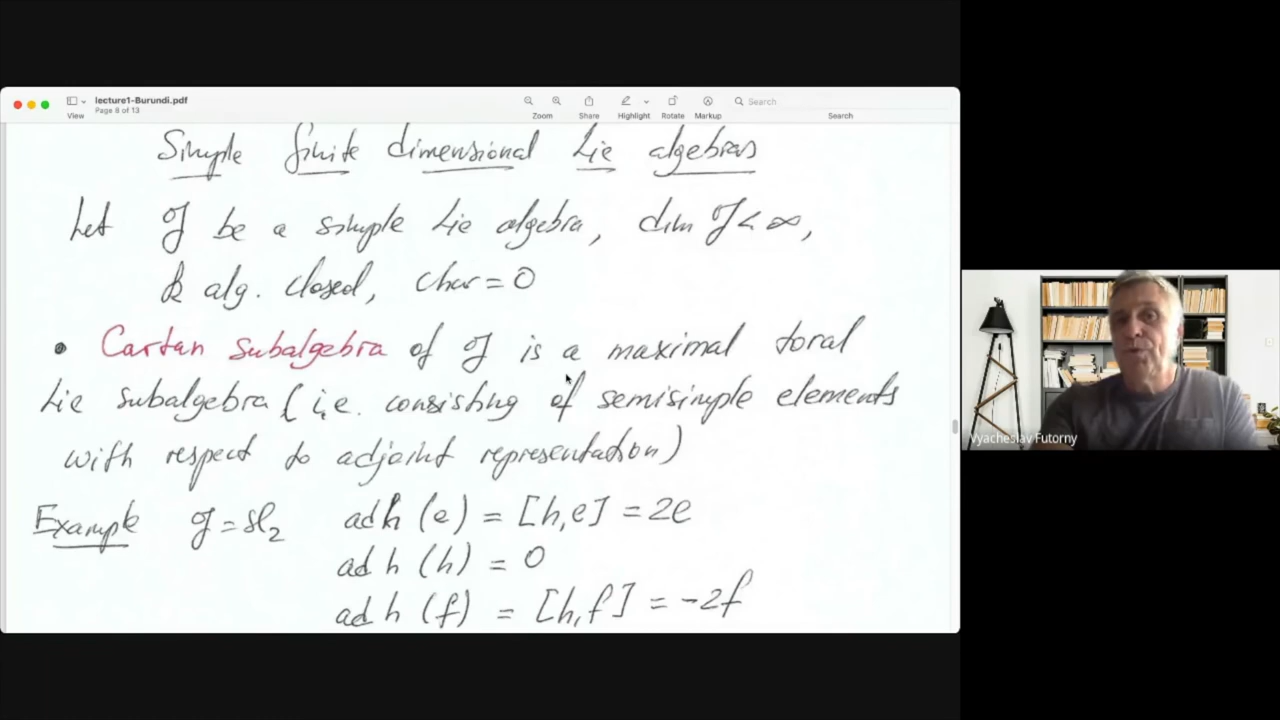 lecture1-Burundi.pdf
Page 8 of 13
View
Zoom
Share
Highlight
Rotate
Markup
Search
Search
Simple finite dimensional Lie algebras
Let 𝔤 be a simple Lie algebra, dim 𝔤 < ∞,
𝕜 alg. closed, char = 0
• Cartan subalgebra of 𝔤 is a maximal toral
Lie subalgebra (i.e. consisting of semisimple elements
with respect to adjoint representation)
Example 𝔤 = sl₂ ad h (e) = [h,e] = 2e
ad h (h) = 0
ad h (f) = [h,f] = -2f
Vyacheslav Futorny